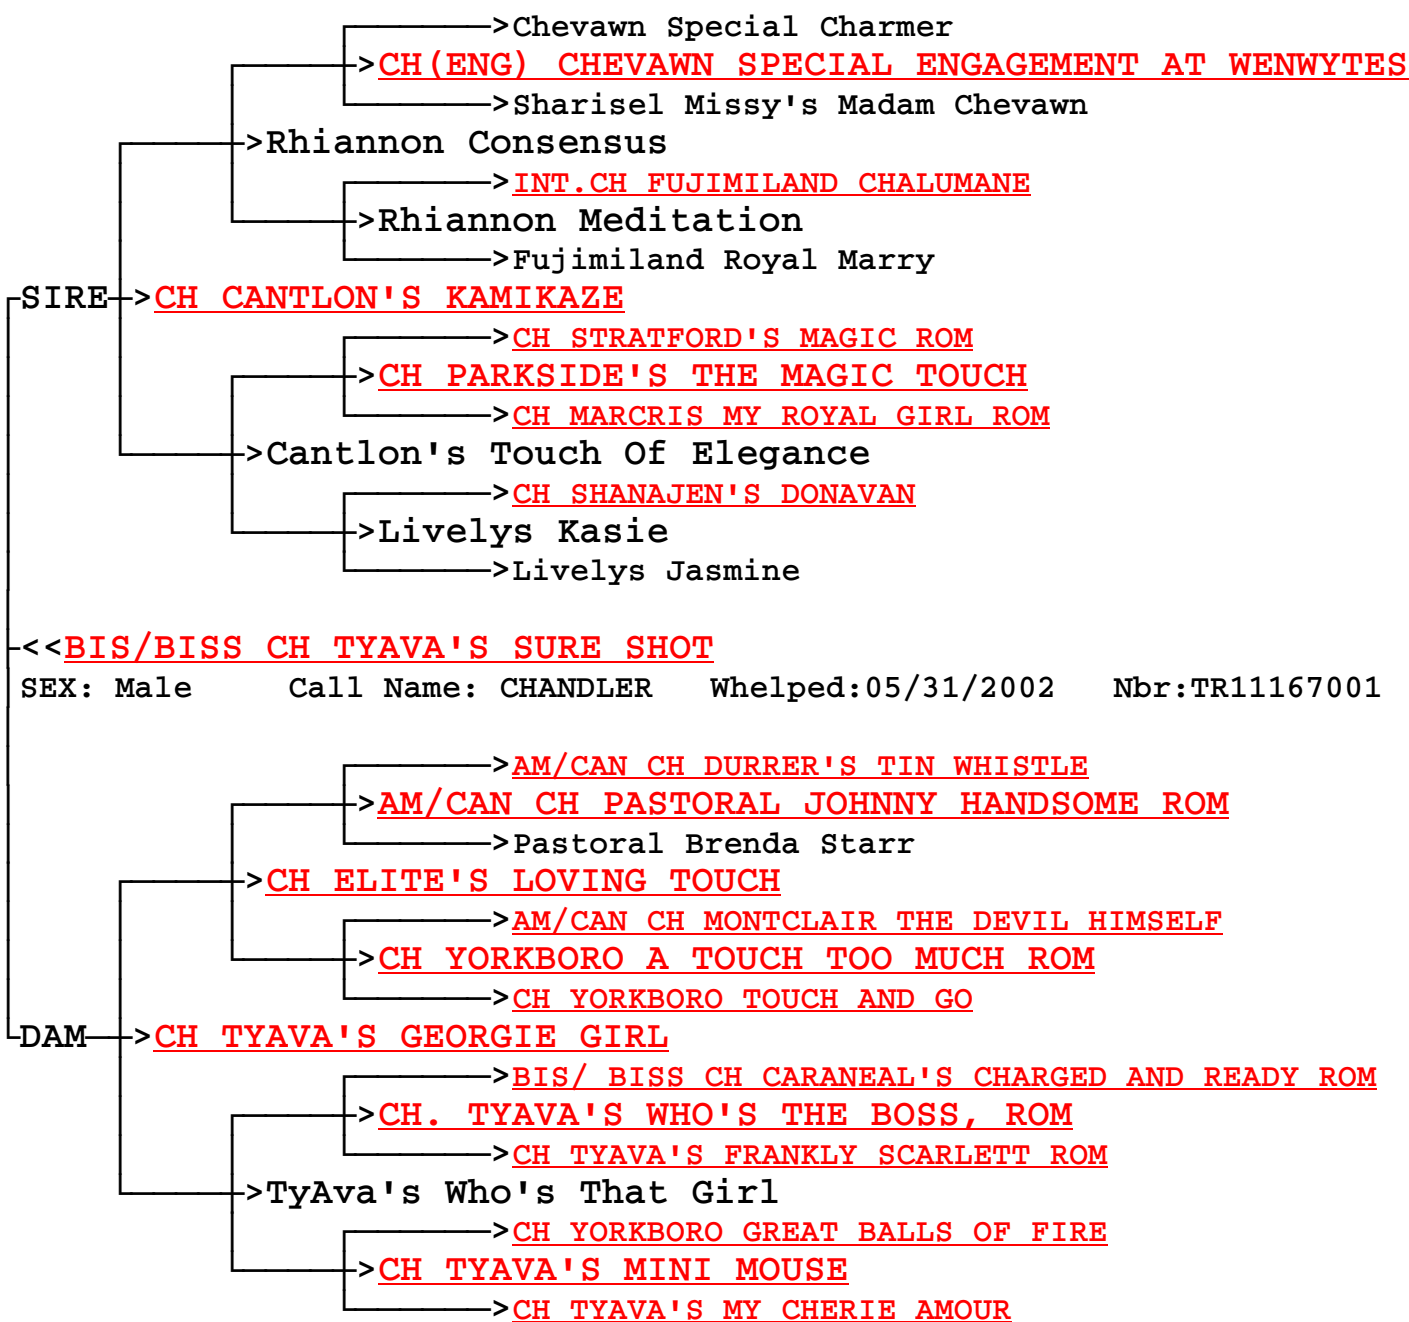 >Chevawn Special Charmer
>CH(ENG) CHEVAWN SPECIAL ENGAGEMENT AT WENWYTES
>Sharisel Missy's Madam Chevawn
>Rhiannon Consensus
>INT.CH FUJIMILAND CHALUMANE
>Rhiannon Meditation
>Fujimiland Royal Marry
SIRE >CH CANTLON'S KAMIKAZE
>CH STRATFORD'S MAGIC ROM
>CH PARKSIDE'S THE MAGIC TOUCH
>CH MARCRIS MY ROYAL GIRL ROM
>Cantlon's Touch Of Elegance
>CH SHANAJEN'S DONAVAN
>Livelys Kasie
>Livelys Jasmine
<<BIS/BISS CH TYAVA'S SURE SHOT
SEX: Male Call Name: CHANDLER Whelped:05/31/2002 Nbr:TR11167001
>AM/CAN CH DURRER'S TIN WHISTLE
>AM/CAN CH PASTORAL JOHNNY HANDSOME ROM
>Pastoral Brenda Starr
>CH ELITE'S LOVING TOUCH
>AM/CAN CH MONTCLAIR THE DEVIL HIMSELF
>CH YORKBORO A TOUCH TOO MUCH ROM
>CH YORKBORO TOUCH AND GO
DAM >CH TYAVA'S GEORGIE GIRL
>BIS/ BISS CH CARANEAL'S CHARGED AND READY ROM
>CH. TYAVA'S WHO'S THE BOSS, ROM
>CH TYAVA'S FRANKLY SCARLETT ROM
>TyAva's Who's That Girl
>CH YORKBORO GREAT BALLS OF FIRE
>CH TYAVA'S MINI MOUSE
>CH TYAVA'S MY CHERIE AMOUR